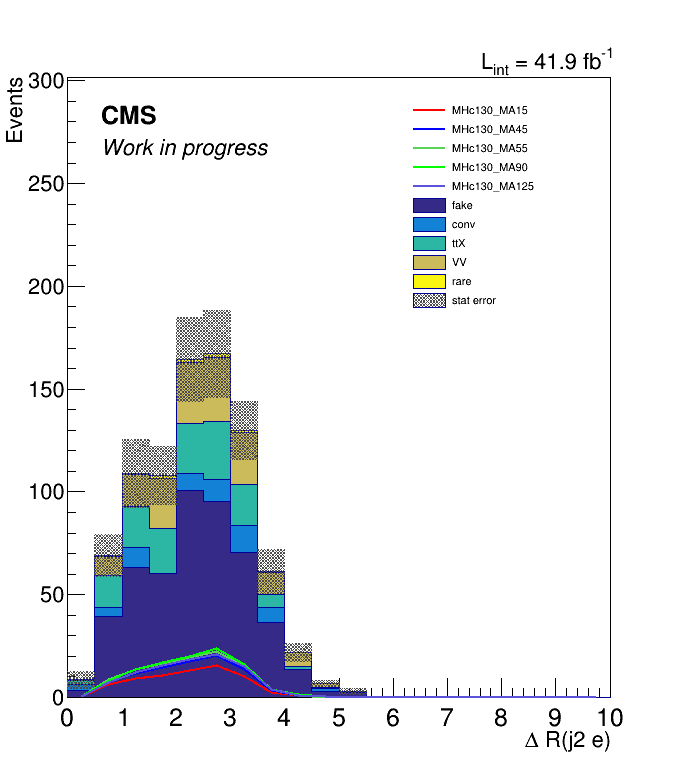 L_int = 41.9 fb^-1
Events
300
250
200
150
100
50
0
CMS
Work in progress
MHc130_MA15
MHc130_MA45
MHc130_MA55
MHc130_MA90
MHc130_MA125
fake
conv
ttX
VV
rare
stat error
0 1 2 3 4 5 6 7 8 9 10
Δ R(j2 e)